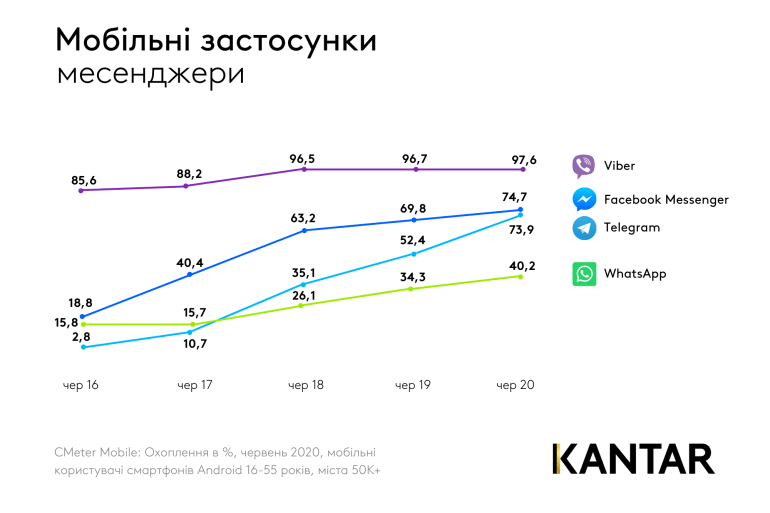 Мобільні застосунки
месенджери
96,5
96,7
97,6
85,6
88,2
Viber
74,7
Facebook Messenger
63,2
69,8
Telegram
73,9
40,4
52,4
35,1
34,3
40,2
WhatsApp
18,8
15,8
15,7
26,1
2,8
10,7
чер 16
чер 17
чер 18
чер 19
чер 20
CMeter Mobile: Охоплення в %, червень 2020, мобільні
користувачі смартфонів Android 16-55 років, міста 50К+
KANTAR